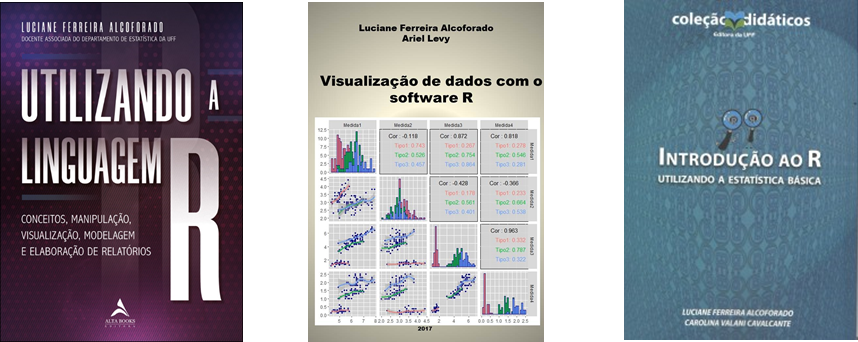 LUCIANE FERREIRA ALCOFORADO
DOCENTE ASSOCIADA DO DEPARTAMENTO DE ESTATÍSTICA DA UFF
UTILIZANDO A
LINGUAGEM
R
CONCEITOS, MANIPULAÇÃO,
VISUALIZAÇÃO, MODELAGEM
E ELABORAÇÃO DE RELATÓRIOS
ALTA BOOKS
EDITORA
Luciane Ferreira Alcoforado
Ariel Levy
Visualização de dados com o
software R
Medida1 Medida2 Medida3 Medida4
Cor : -0.118 Cor : 0.872 Cor : 0.818
Cor : -0.428 Cor : -0.366
Cor : 0.963
2017
coleção didáticos
Editora da UFF
INTRODUÇÃO AO R
UTILIZANDO A ESTATÍSTICA BÁSICA
LUCIANE FERREIRA ALCOFORADO
CAROLINA VALANI CAVALCANTE